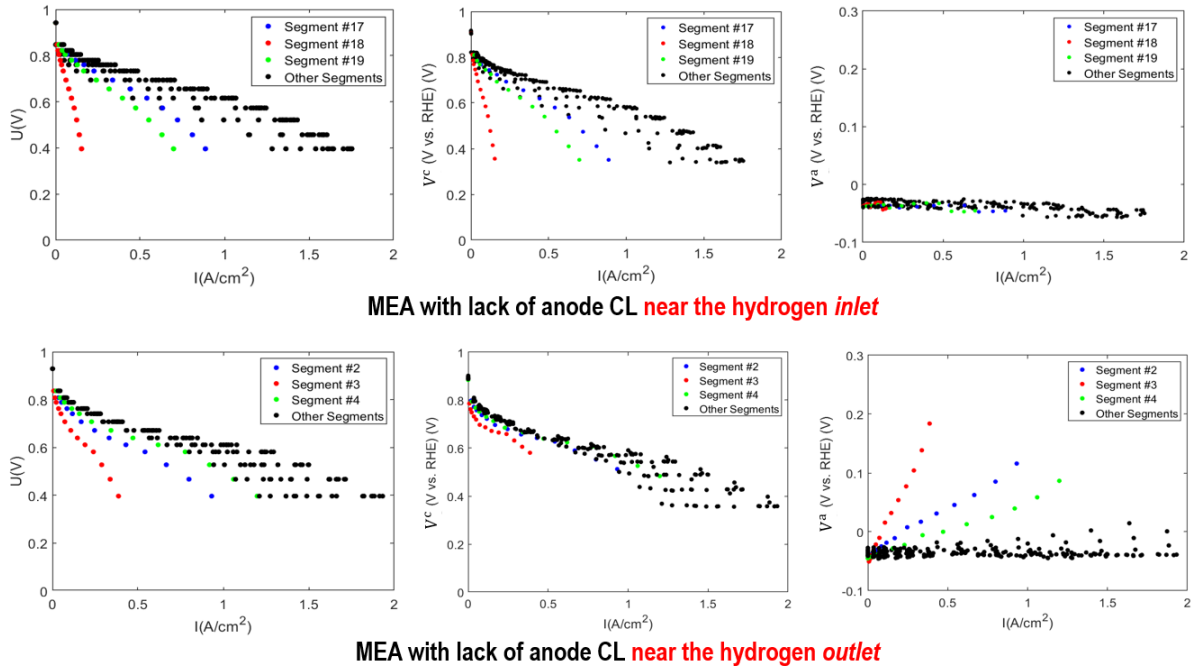 1
0.8
0.6
0.4
0.2
0
U(V)
0
0.5
1
1.5
2
I(A/cm²)
Segment #17
Segment #18
Segment #19
Other Segments
1
0.8
0.6
0.4
0.2
0
V^c (V vs. RHE) (V)
0
0.5
1
1.5
2
I(A/cm²)
Segment #17
Segment #18
Segment #19
Other Segments
0.3
0.2
0.1
0
-0.1
V^a (V vs. RHE) (V)
0
0.5
1
1.5
2
I(A/cm²)
Segment #17
Segment #18
Segment #19
Other Segments
MEA with lack of anode CL near the hydrogen inlet
1
0.8
0.6
0.4
0.2
0
U(V)
0
0.5
1
1.5
2
I(A/cm²)
Segment #2
Segment #3
Segment #4
Other Segments
1
0.8
0.6
0.4
0.2
0
V^c (V vs. RHE) (V)
0
0.5
1
1.5
2
I(A/cm²)
Segment #2
Segment #3
Segment #4
Other Segments
0.3
0.2
0.1
0
-0.1
V^a (V vs. RHE) (V)
0
0.5
1
1.5
2
I(A/cm²)
Segment #2
Segment #3
Segment #4
Other Segments
MEA with lack of anode CL near the hydrogen outlet